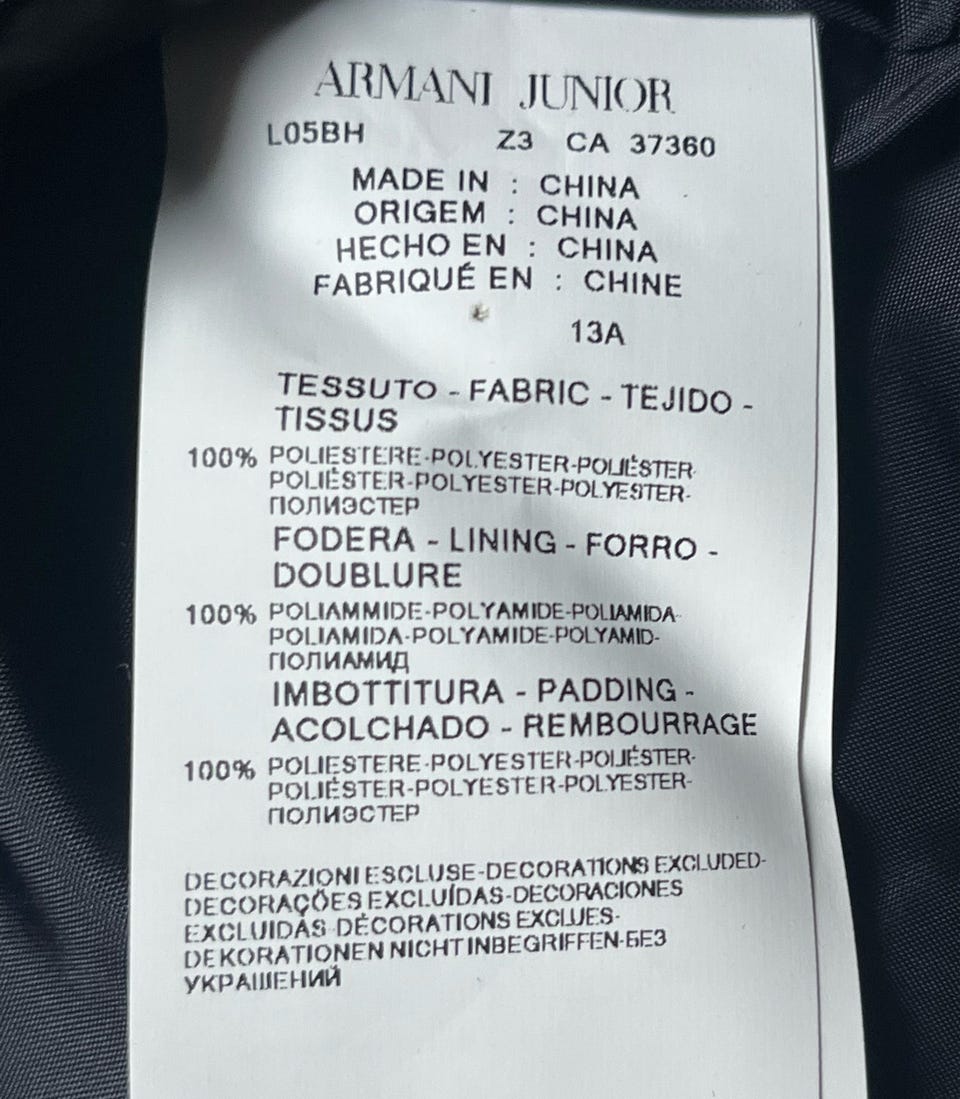 ARMANI JUNIOR
L05BH Z3 CA 37360
MADE IN : CHINA
ORIGEM : CHINA
HECHO EN : CHINA
FABRIQUÉ EN : CHINE
13A
TESSUTO - FABRIC - TEJIDO -
TISSUS
100% POLIESTERE-POLYESTER-POLIÉSTER
POLIÉSTER-POLYESTER-POLYESTER-
ПОЛИЭСТЕР
FODERA - LINING - FORRO -
DOUBLURE
100% POLIAMMIDE-POLYAMIDE-POLIAMIDA
POLIAMIDA-POLYAMIDE-POLYAMID-
ПОЛИАМИД
IMBOTTITURA - PADDING -
ACOLCHADO - REMBOURRAGE
100% POLIESTERE-POLYESTER-POLIÉSTER-
POLIÉSTER-POLYESTER-POLYESTER-
ПОЛИЭСТЕР
DECORAZIONI ESCLUSE-DECORATIONS EXCLUDED-
DECORAÇÕES EXCLUÍDAS-DECORACIONES
EXCLUIDAS-DÉCORATIONS EXCLUES-
DEKORATIONEN NICHT INBEGRIFFEN-БЕЗ
УКРАШЕНИЙ